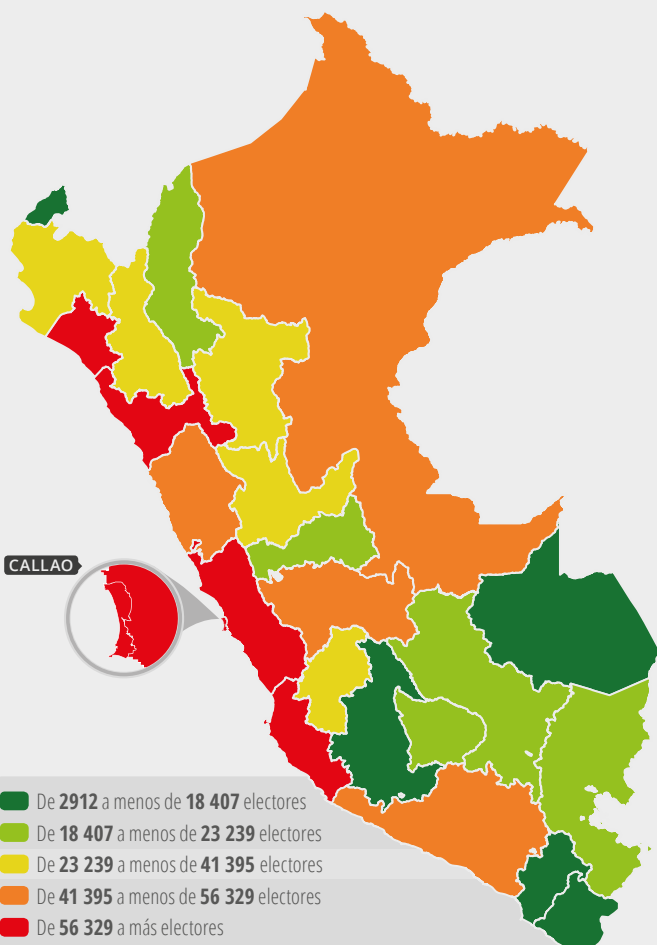 CALLAO
De 2912 a menos de 18 407 electores
De 18 407 a menos de 23 239 electores
De 23 239 a menos de 41 395 electores
De 41 395 a menos de 56 329 electores
De 56 329 a más electores